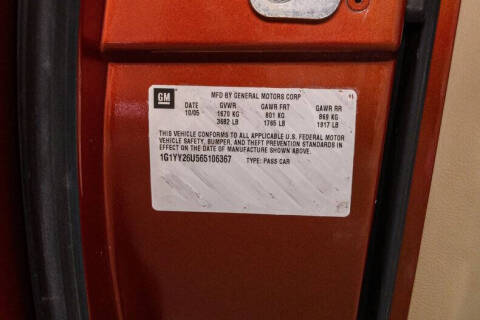 GM MFD BY GENERAL MOTORS CORP
DATE GVWR GAWR FRT GAWR RR
10/05 1670 KG 801 KG 869 KG
3682 LB 1765 LB 1917 LB
THIS VEHICLE CONFORMS TO ALL APPLICABLE U.S. FEDERAL MOTOR
VEHICLE SAFETY, BUMPER, AND THEFT PREVENTION STANDARDS IN
EFFECT ON THE DATE OF MANUFACTURE SHOWN ABOVE.
1G1YY26U565106367 TYPE: PASS CAR